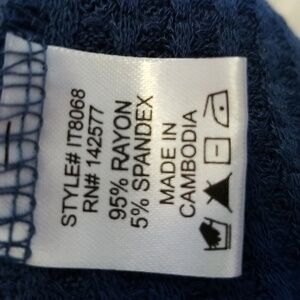 STYLE# IT8068
RN# 142577
95% RAYON
5% SPANDEX
MADE IN
CAMBODIA